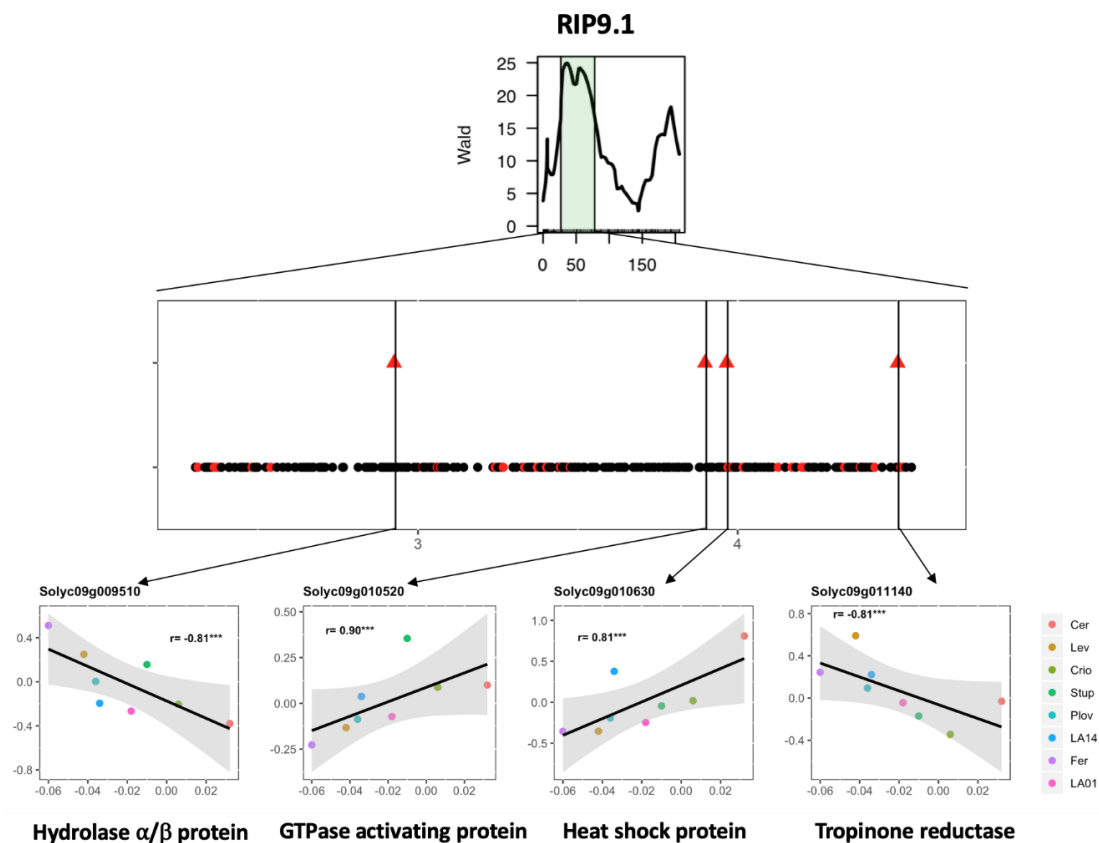 RIP9.1
25
20
15
10
5
0
Wald
0 50 150
3 4
Solyc09g009510
r= -0.81***
0.4
0.0
-0.4
-0.8
-0.06 -0.04 -0.02 0.00 0.02
Hydrolase α/β protein
Solyc09g010520
r= 0.90***
0.50
0.25
0.00
-0.25
-0.06 -0.04 -0.02 0.00 0.02
GTPase activating protein
Solyc09g010630
r= 0.81***
1.0
0.5
0.0
-0.5
-0.06 -0.04 -0.02 0.00 0.02
Heat shock protein
Solyc09g011140
r= -0.81***
0.8
0.4
0.0
-0.4
-0.06 -0.04 -0.02 0.00 0.02
Tropinone reductase
Cer
Lev
Crio
Stup
Plov
LA14
Fer
LA01